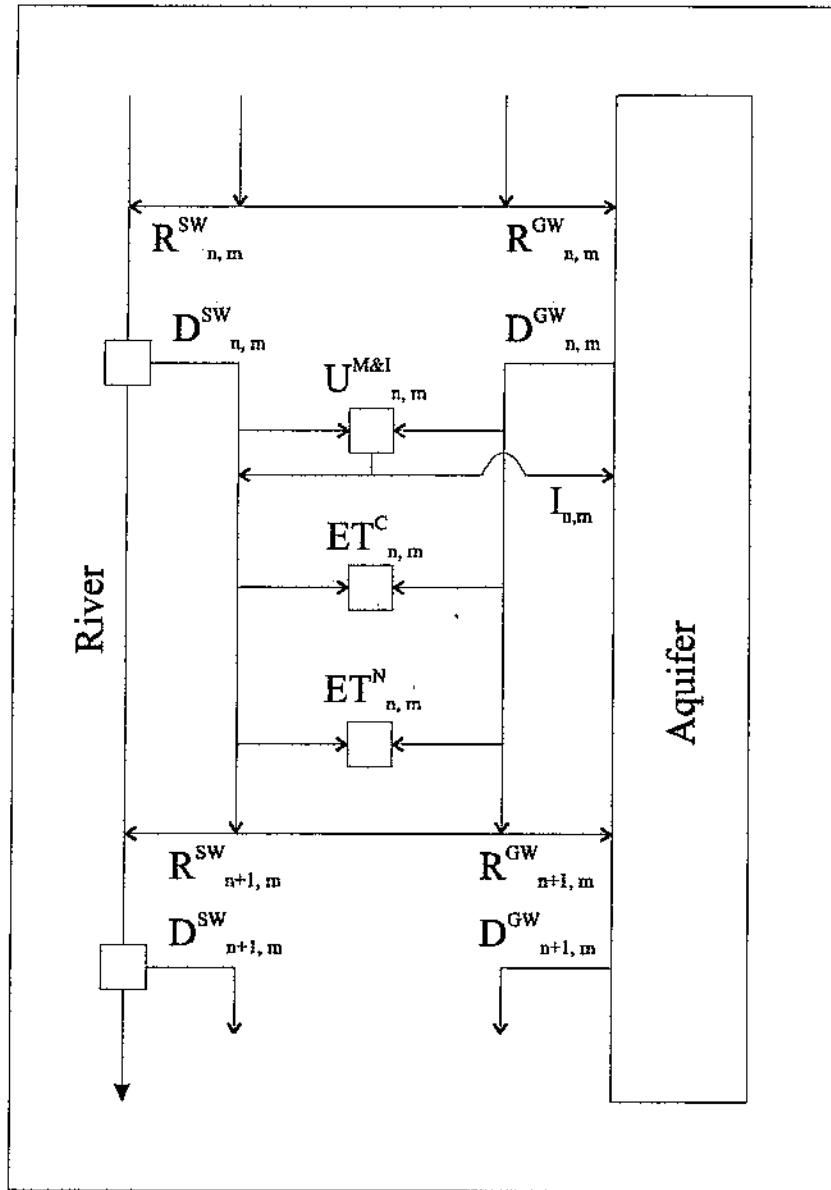 R^SW n, m R^GW n, m
D^SW n, m D^GW n, m
U^M&I n, m
I n,m
ET^C n, m
River
Aquifer
ET^N n, m
R^SW n+1, m R^GW n+1, m
D^SW n+1, m D^GW n+1, m